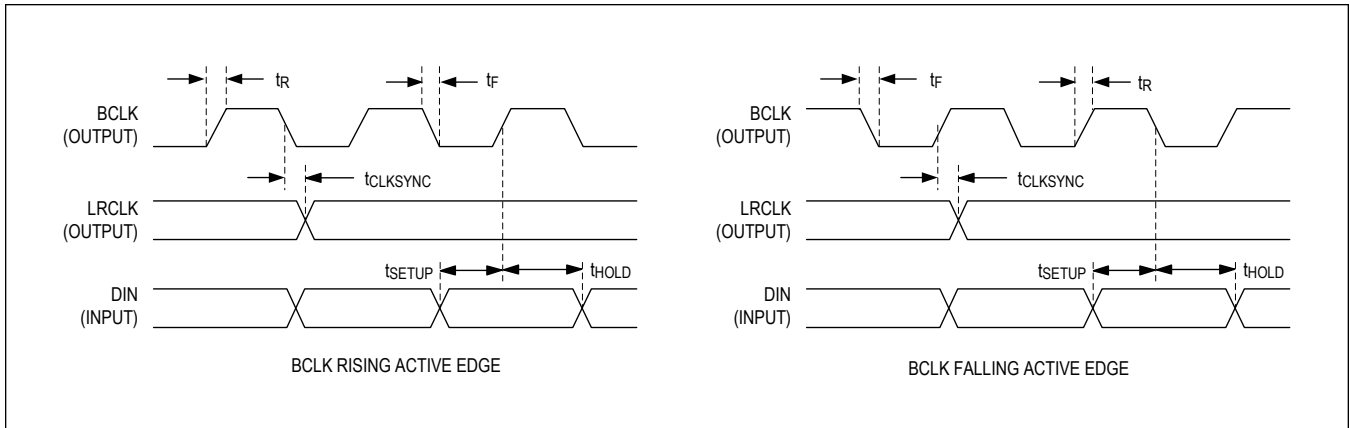 tR
tF
BCLK
(OUTPUT)
tCLKSYNC
LRCLK
(OUTPUT)
tSETUP
tHOLD
DIN
(INPUT)
BCLK RISING ACTIVE EDGE
tF
tR
BCLK
(OUTPUT)
tCLKSYNC
LRCLK
(OUTPUT)
tSETUP
tHOLD
DIN
(INPUT)
BCLK FALLING ACTIVE EDGE